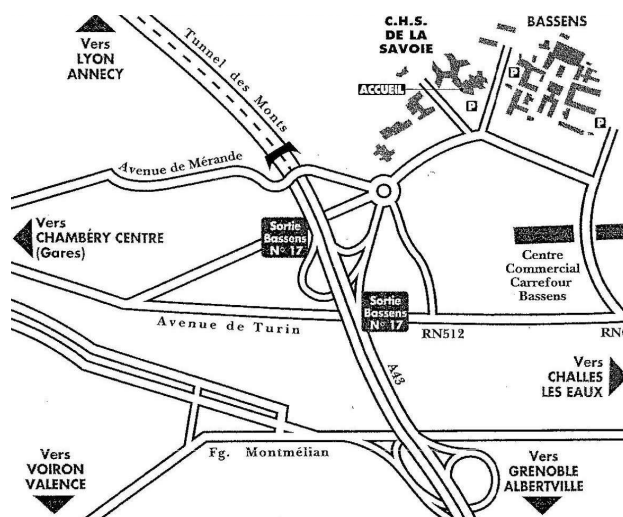 Vers
LYON
ANNECY
Tunnel des Monts
C.H.S.
DE LA
SAVOIE
BASSENS
ACCUEIL
P
P
P
Avenue de Mérande
Vers
CHAMBÉRY CENTRE
(Gares)
Sortie
Bassens
N° 17
Centre
Commercial
Carrefour
Bassens
Sortie
Bassens
N° 17
Avenue de Turin
RN512
A43
Vers
CHALLES
LES EAUX
Fg. Montmélian
Vers
VOIRON
VALENCE
Vers
GRENOBLE
ALBERTVILLE